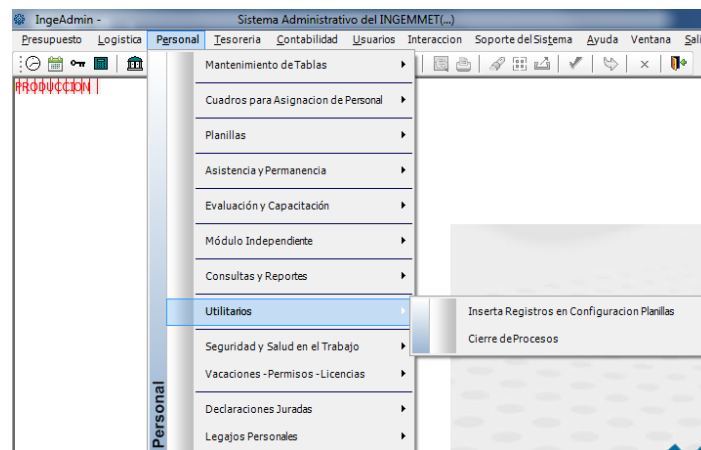 IngeAdmin - Sistema Administrativo del INGEMMET(...)
Presupuesto Logistica Personal Tesoreria Contabilidad Usuarios Interaccion Soporte del Sistema Ayuda Ventana Sali
PRODUCCION
Mantenimiento de Tablas
Cuadros para Asignacion de Personal
Planillas
Asistencia y Permanencia
Evaluación y Capacitación
Módulo Independiente
Consultas y Reportes
Utilitarios
Inserta Registros en Configuracion Planillas
Cierre de Procesos
Seguridad y Salud en el Trabajo
Vacaciones - Permisos - Licencias
Declaraciones Juradas
Legajos Personales
Personal